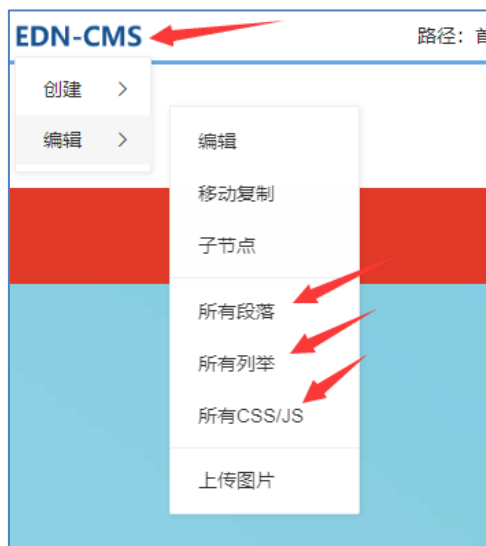 EDN-CMS
路径：首
创建
编辑
编辑
移动复制
子节点
所有段落
所有列举
所有CSS/JS
上传图片